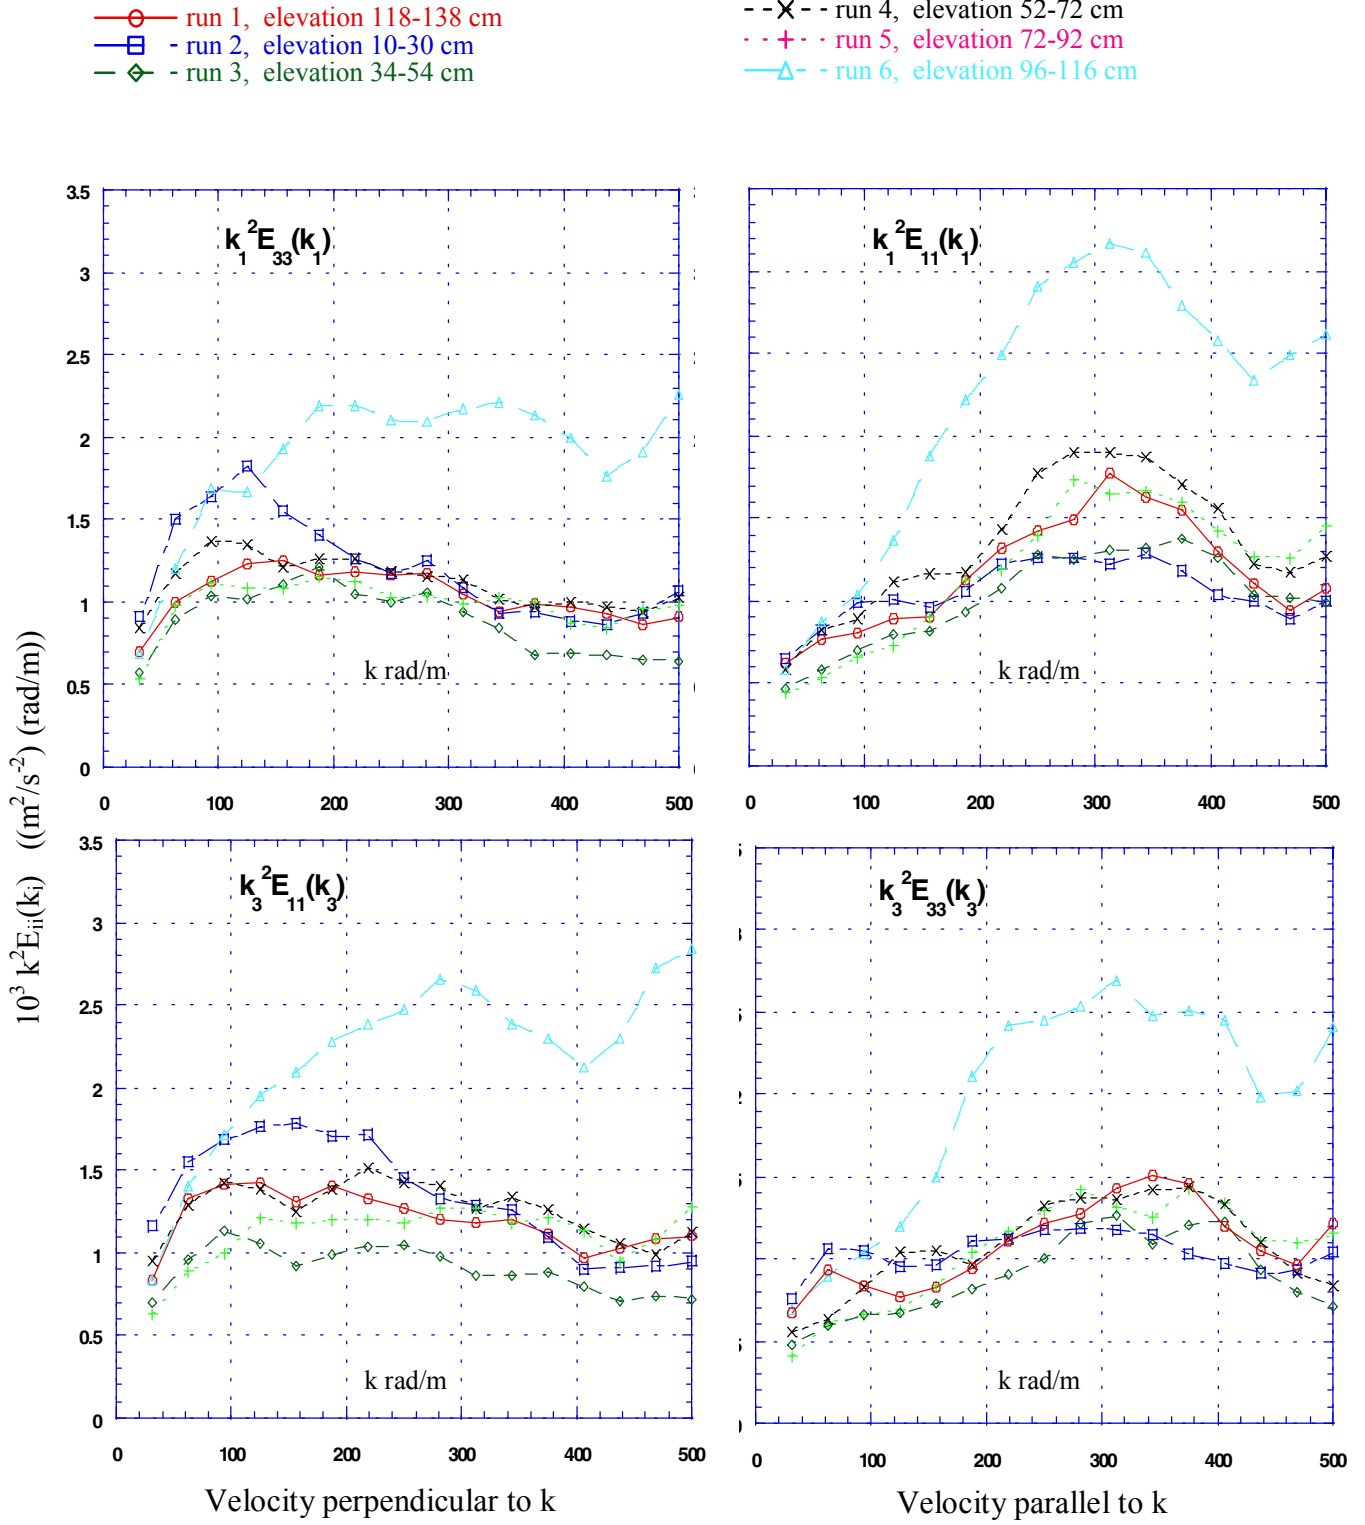 run 1, elevation 118-138 cm
run 2, elevation 10-30 cm
run 3, elevation 34-54 cm
run 4, elevation 52-72 cm
run 5, elevation 72-92 cm
run 6, elevation 96-116 cm
10³ k²Eᵢᵢ(kᵢ) ((m²/s⁻²) (rad/m))
k₁²E₃₃(k₁)
3.5
3
2.5
2
1.5
1
0.5
0
k rad/m
0 100 200 300 400 500
k₁²E₁₁(k₁)
k rad/m
0 100 200 300 400 500
k₃²E₁₁(k₃)
3.5
3
2.5
2
1.5
1
0.5
0
k rad/m
0 100 200 300 400 500
Velocity perpendicular to k
k₃²E₃₃(k₃)
k rad/m
0 100 200 300 400 500
Velocity parallel to k